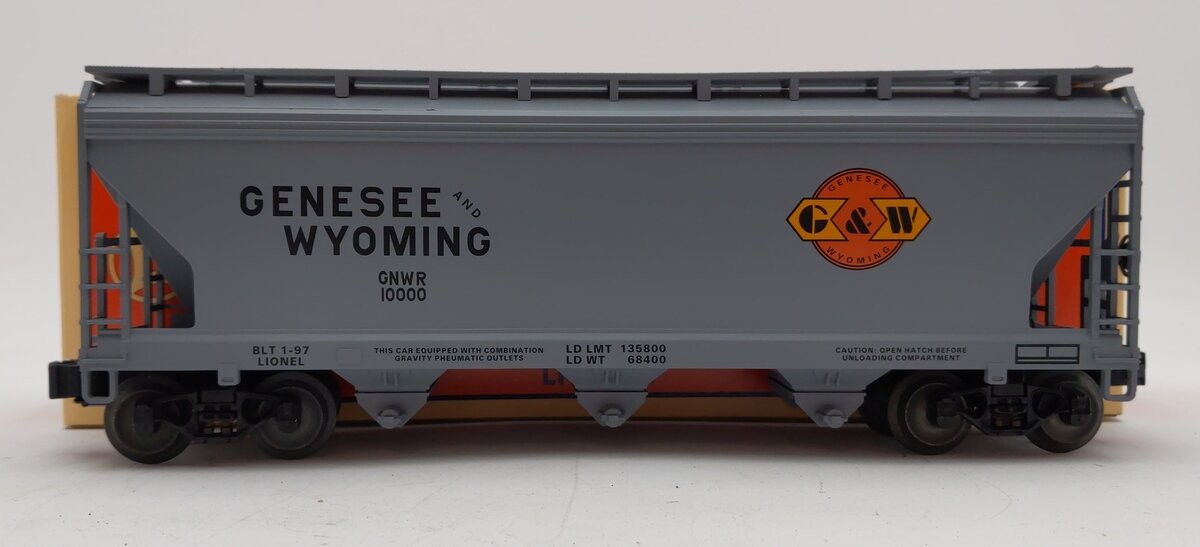 GENESEE AND
WYOMING
GNWR
10000
GENESEE
G & W
WYOMING
BLT 1-97
LIONEL
THIS CAR EQUIPPED WITH COMBINATION
GRAVITY PNEUMATIC OUTLETS
LD LMT 135800
LD WT 68400
CAUTION: OPEN HATCH BEFORE
UNLOADING COMPARTMENT